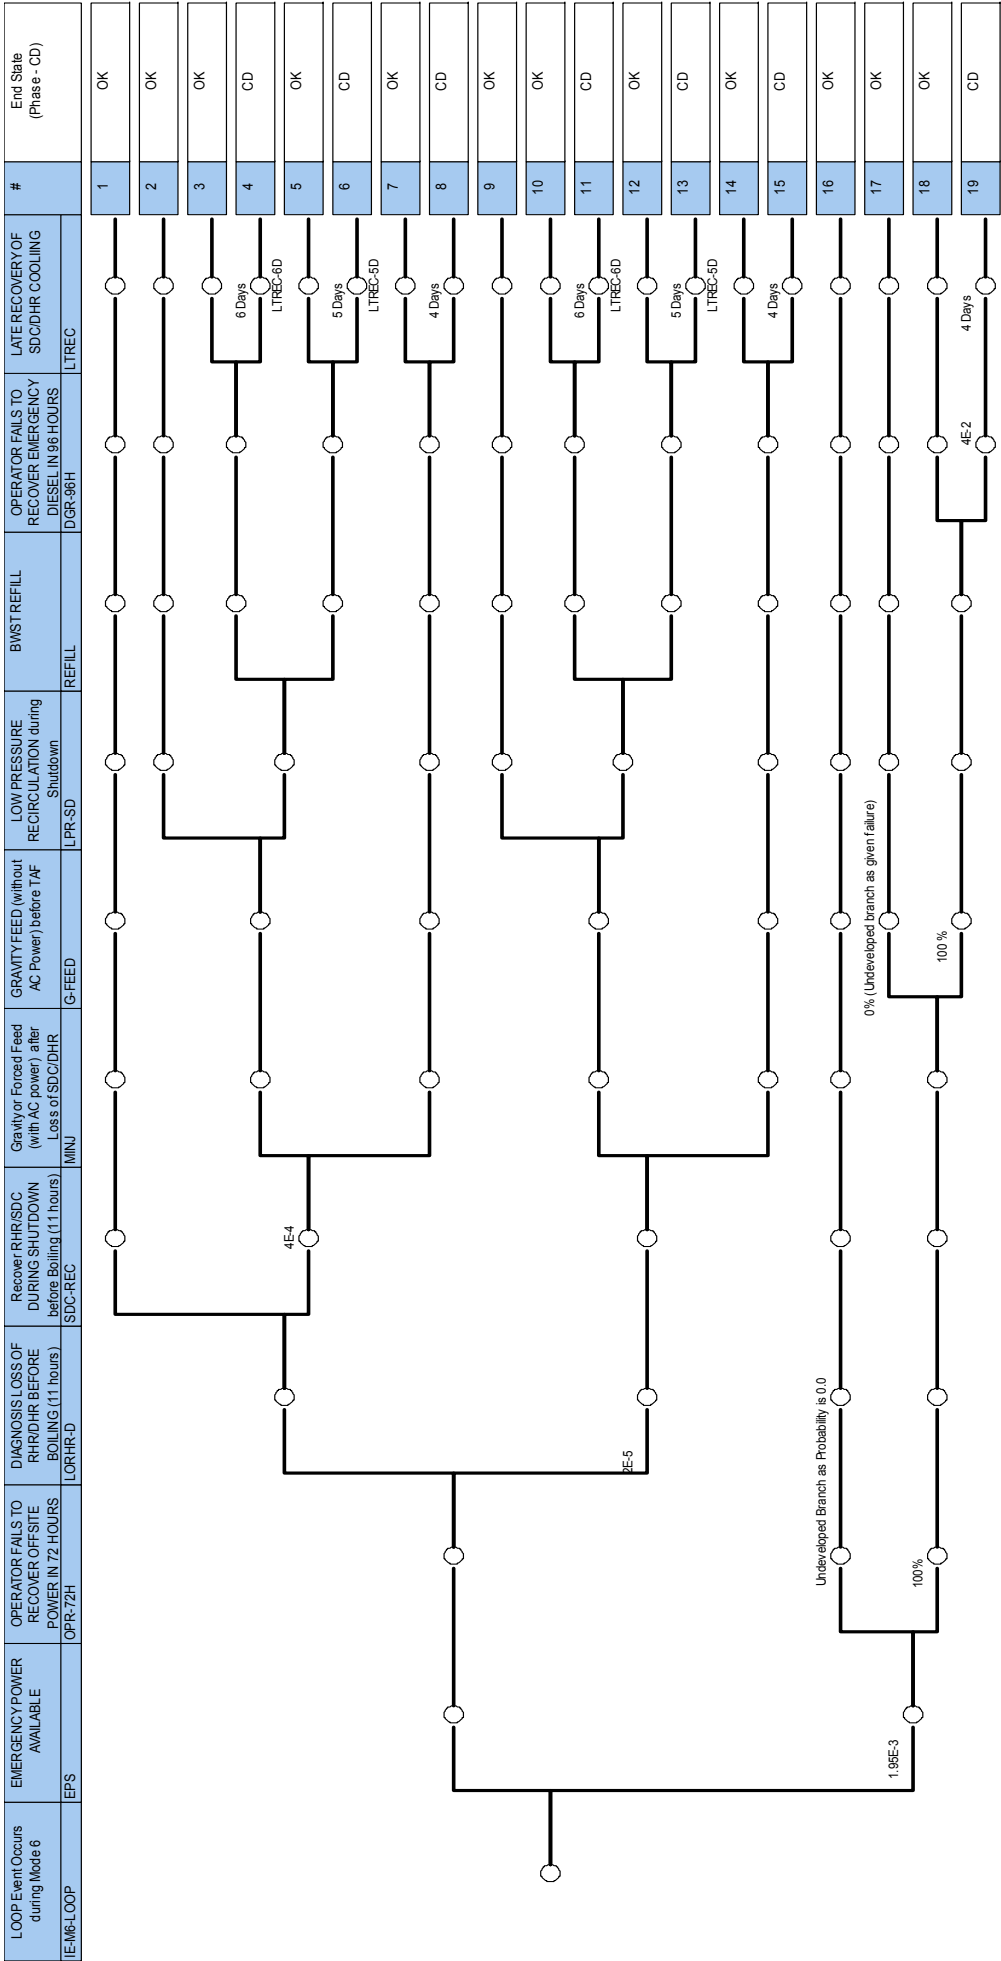 LOOP Event Occurs
during Mode 6
IE-M6-LOOP
EMERGENCY POWER
AVAILABLE
EPS
OPERATOR FAILS TO
RECOVER OFFSITE
POWER IN 72 HOURS
OPR-72H
DIAGNOSIS LOSS OF
RHR/DHR BEFORE
BOILING (11 hours)
LORHR-D
Recover RHR/SDC
DURING SHUTDOWN
before Boiling (11 hours)
SDC-REC
Gravity or Forced Feed
(with AC power) after
Loss of SDC/DHR
MINJ
GRAVITY FEED (without
AC Power) before TAF
G-FEED
LOW PRESSURE
RECIRCULATION during
Shutdown
LPR-SD
BWST REFILL
REFILL
OPERATOR FAILS TO
RECOVER EMERGENCY
DIESEL IN 96 HOURS
DGR-96H
LATE RECOVERY OF
SDC/DHR COOLIING
LTREC
#
End State
(Phase - CD)
1 OK
2 OK
3 OK
6 Days
4 CD
LTREC-6D
5 OK
5 Days
6 CD
LTREC-5D
7 OK
4 Days
8 CD
4E-4
9 OK
10 OK
6 Days
11 CD
LTREC-6D
12 OK
5 Days
13 CD
LTREC-5D
14 OK
4 Days
15 CD
2E-5
Undeveloped Branch as Probability is 0.0
16 OK
0% (Undeveloped branch as given failure)
17 OK
1.95E-3
100%
18 OK
100 %
4E-2
4 Days
19 CD